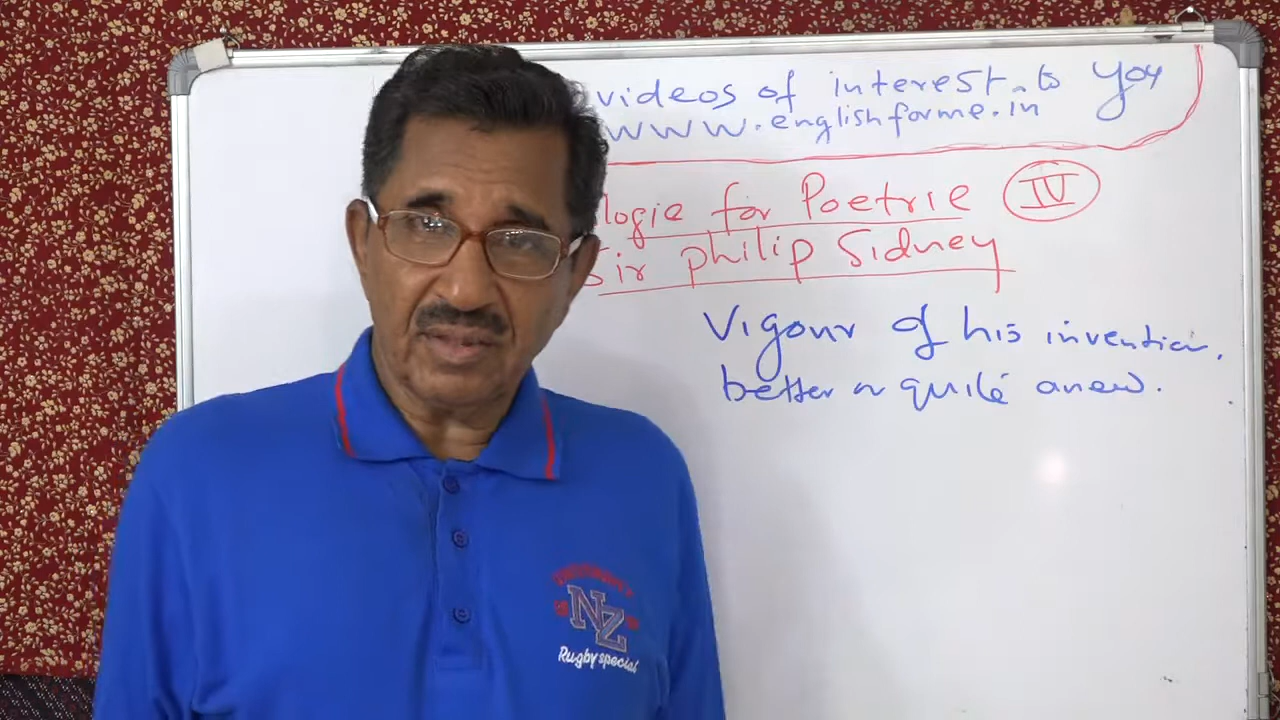 videos of interest to You
www.englishforme.in
logie for Poetrie IV
Sir Philip Sidney
Vigour of his invention,
better or quite anew.
NZ
Rugby special